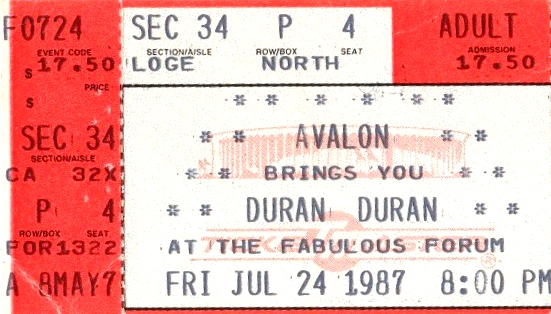 F0724 SEC 34 P 4 ADULT
EVENT CODE SECTION/AISLE ROW/BOX SEAT ADMISSION
$ 17.50 LOGE NORTH 17.50
PRICE
$
* * * * * *
SEC 34 * * AVALON * *
SECTION/AISLE
CA 32X * * BRINGS YOU * *
P 4 * * DURAN DURAN * *
ROW/BOX SEAT
FOR1322 AT THE FABULOUS FORUM
A 8MAY7 FRI JUL 24 1987 8:00 PM